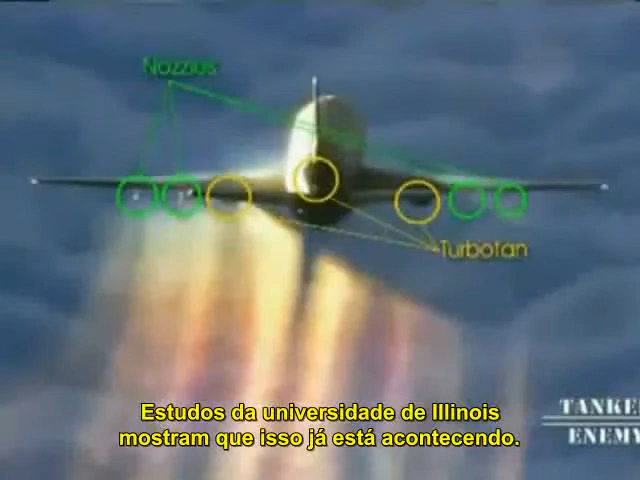 Nozzles
Turbofan
Estudos da universidade de Illinois
mostram que isso já está acontecendo.
TANKER
ENEMY